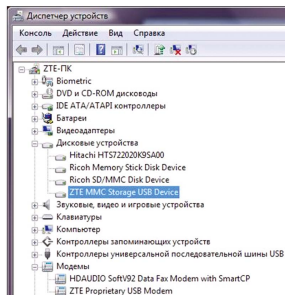 Диспетчер устройств
Консоль Действие Вид Справка
ZTE-ПК
Biometric
DVD и CD-ROM дисководы
IDE ATA/ATAPI контроллеры
Батареи
Видеоадаптеры
Дисковые устройства
Hitachi HTS722020K9SA00
Ricoh Memory Stick Disk Device
Ricoh SD/MMC Disk Device
ZTE MMC Storage USB Device
Звуковые, видео и игровые устройства
Клавиатуры
Компьютер
Контроллеры запоминающих устройств
Контроллеры универсальной последовательной шины USB
Модемы
HDAUDIO SoftV92 Data Fax Modem with SmartCP
ZTE Proprietary USB Modem